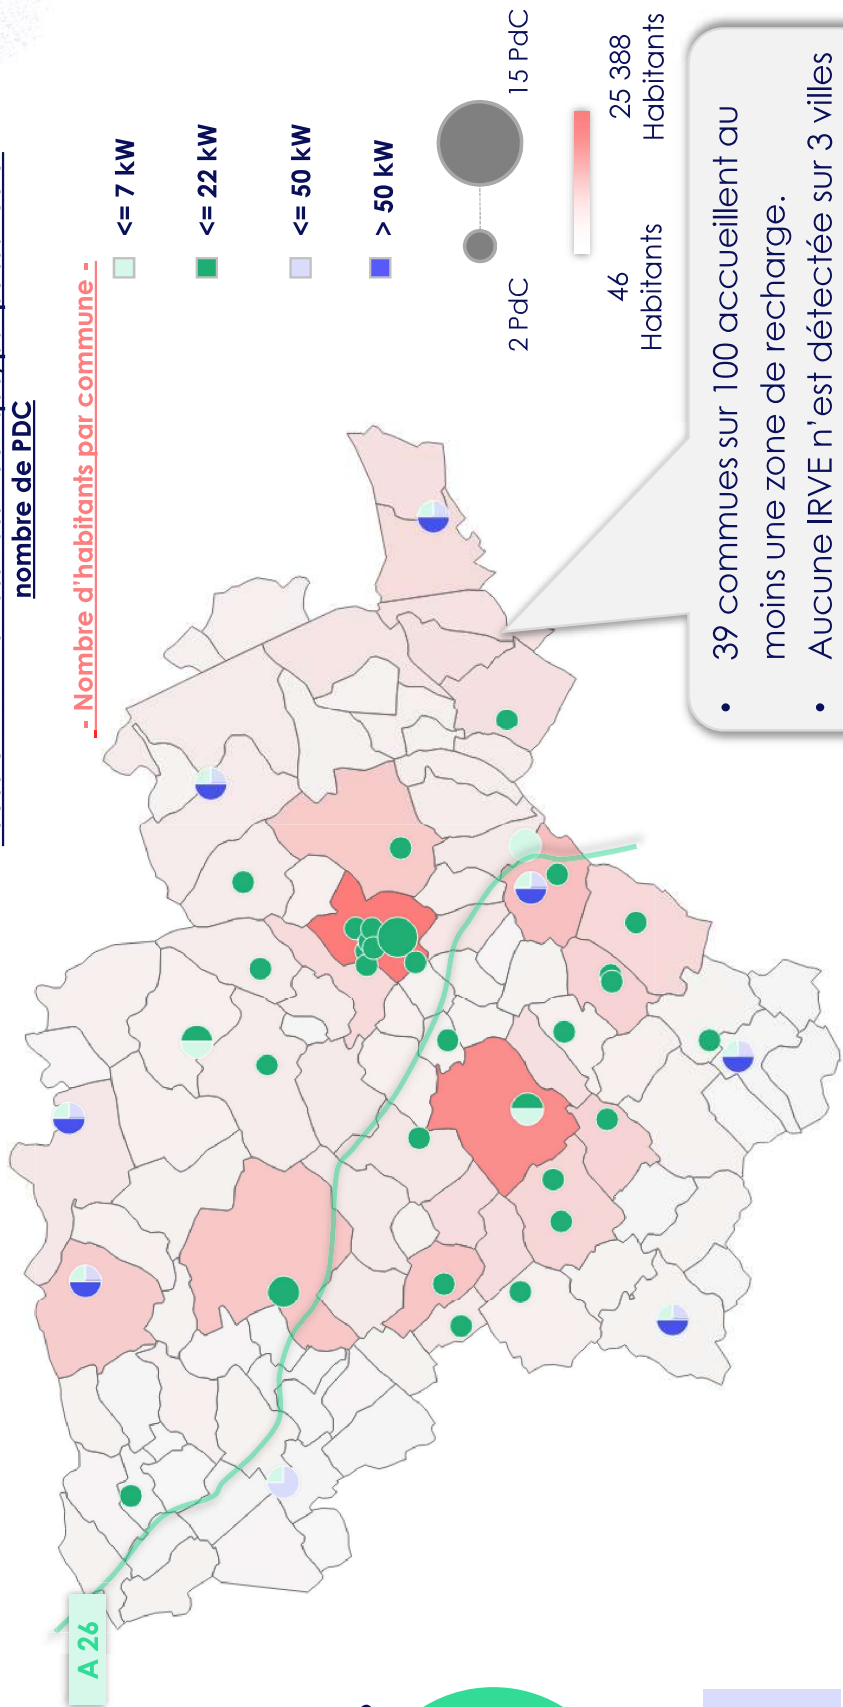 nombre de PDC
- Nombre d'habitants par commune -
<= 7 kW
<= 22 kW
<= 50 kW
> 50 kW
2 PdC
15 PdC
46
Habitants
25 388
Habitants
A 26
• 39 communes sur 100 accueillent au
moins une zone de recharge.
• Aucune IRVE n'est détectée sur 3 villes